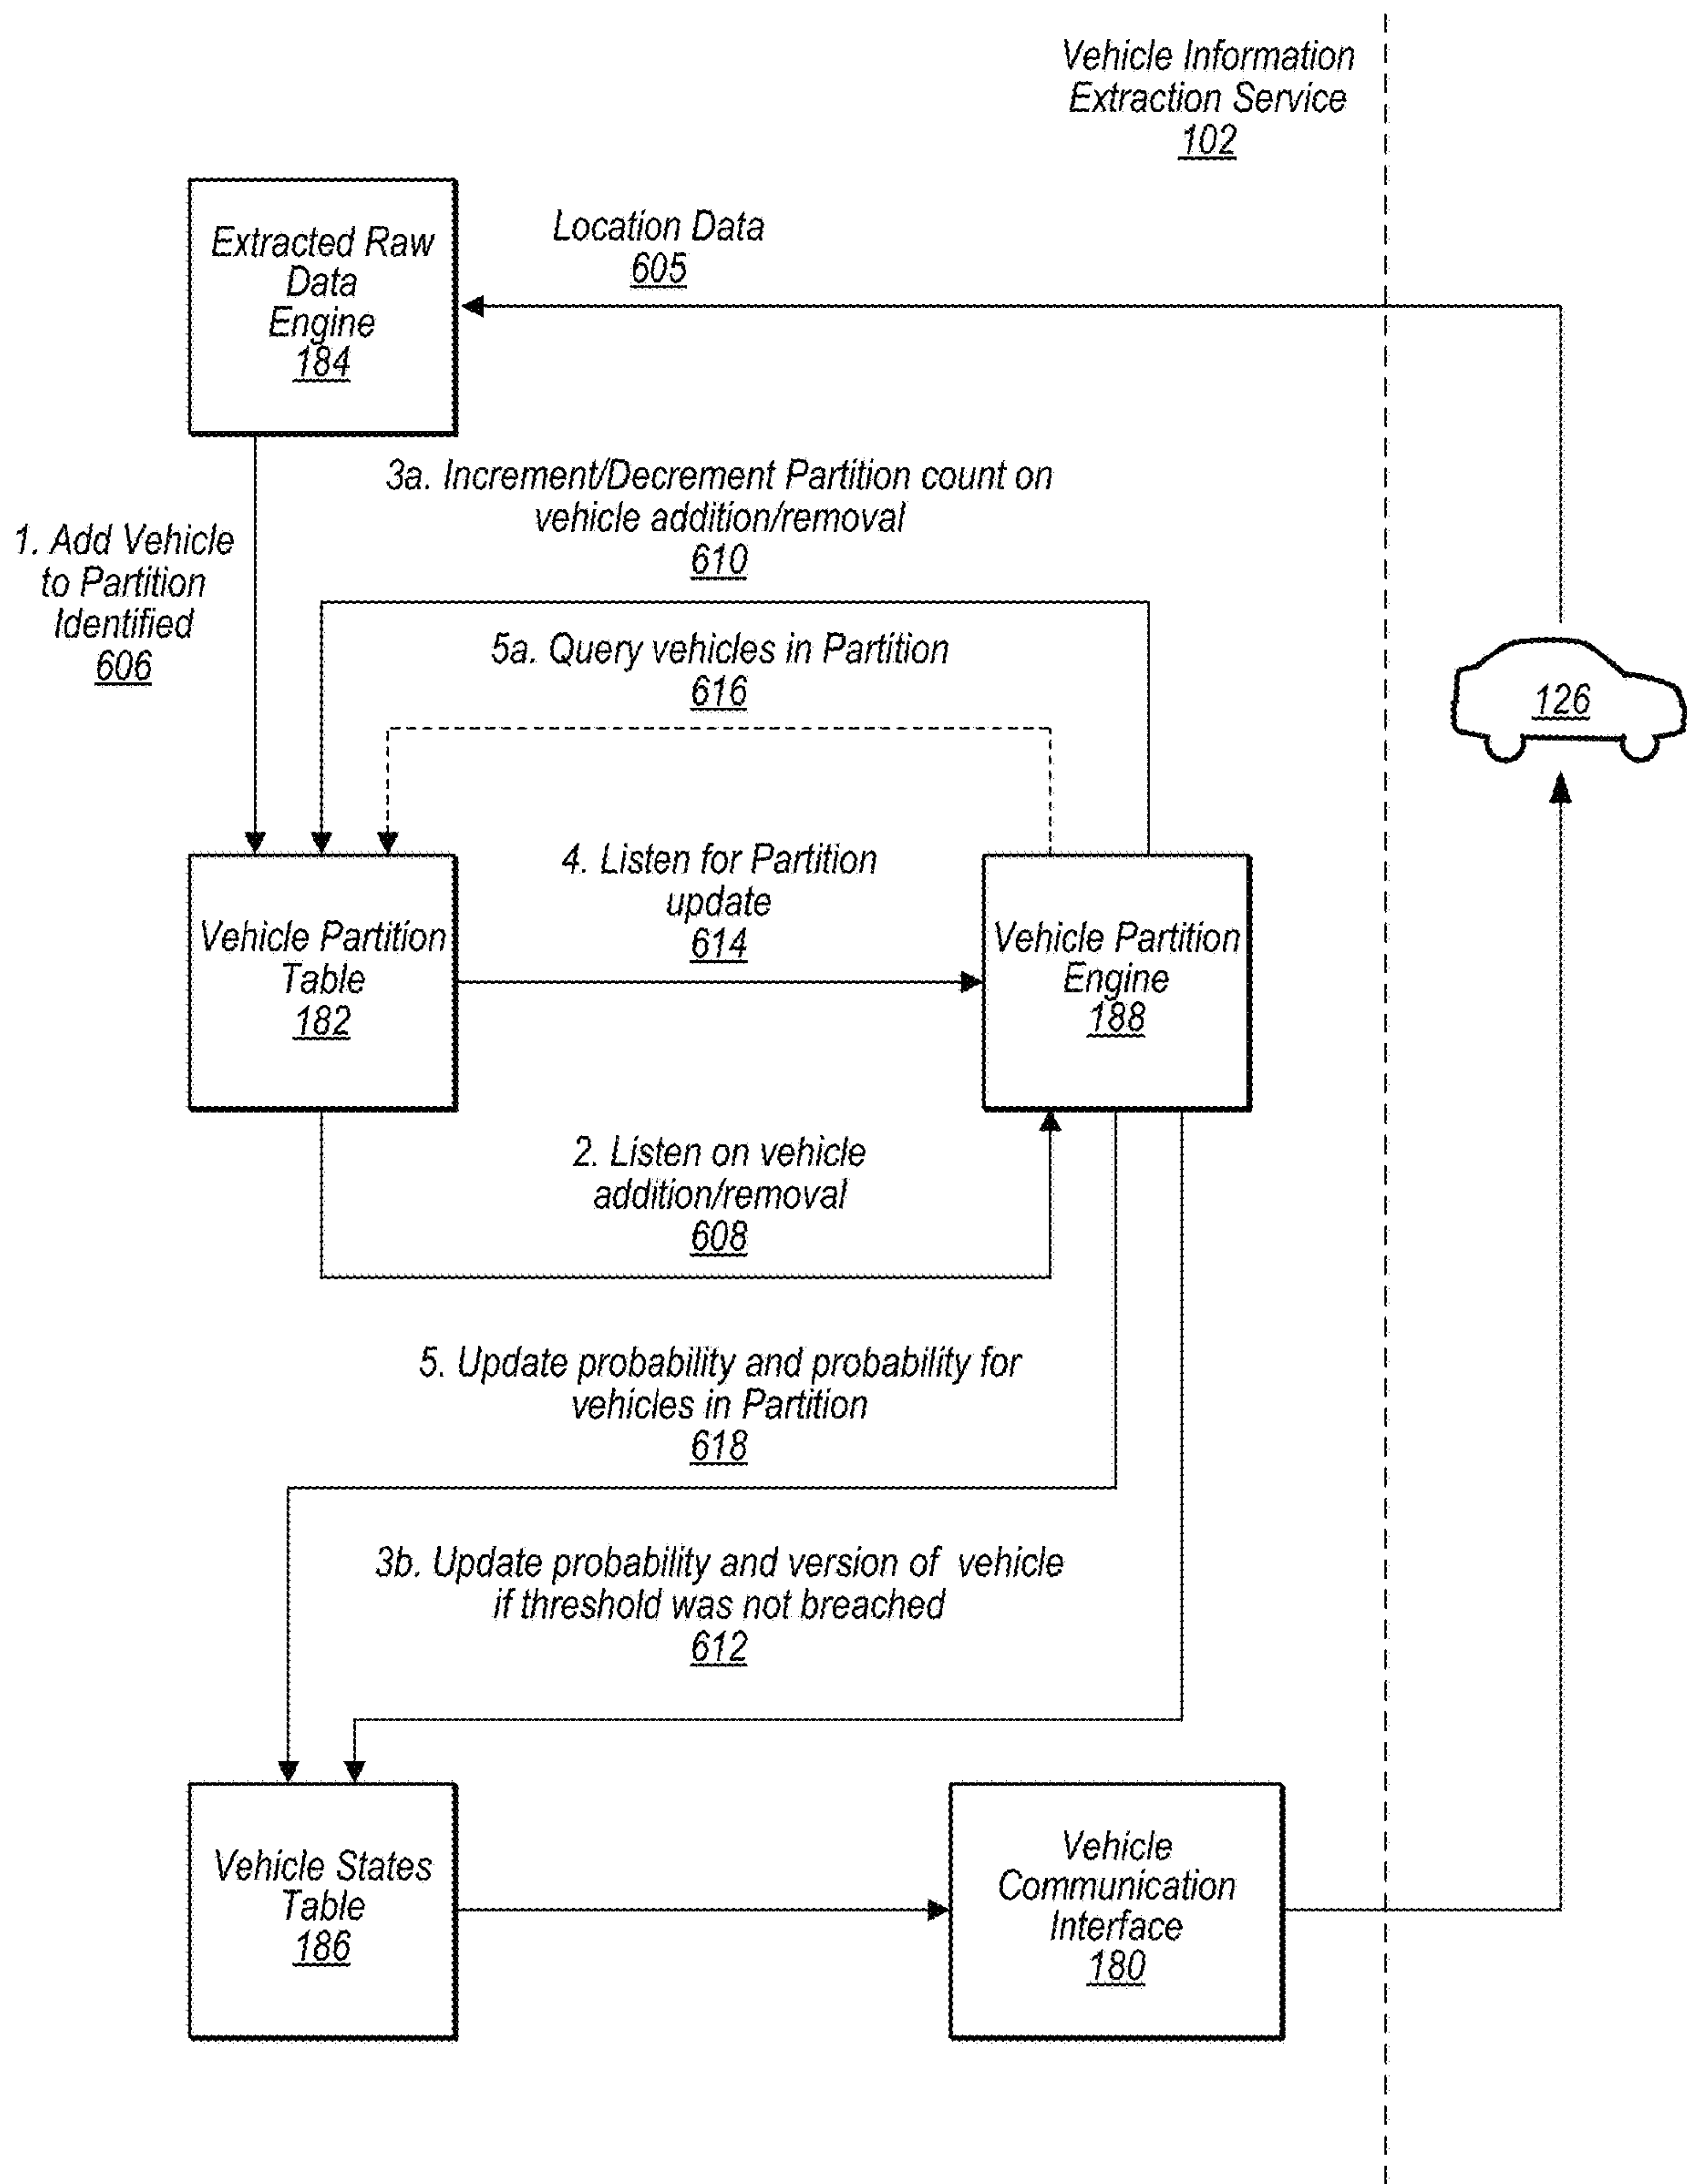 Vehicle Information
Extraction Service
102
Extracted Raw
Data
Engine
184
Location Data
605
3a. Increment/Decrement Partition count on
vehicle addition/removal
610
1. Add Vehicle
to Partition
Identified
606
5a. Query vehicles in Partition
616
126
4. Listen for Partition
update
614
Vehicle Partition
Table
182
Vehicle Partition
Engine
188
2. Listen on vehicle
addition/removal
608
5. Update probability and probability for
vehicles in Partition
618
3b. Update probability and version of vehicle
if threshold was not breached
612
Vehicle States
Table
186
Vehicle
Communication
Interface
180